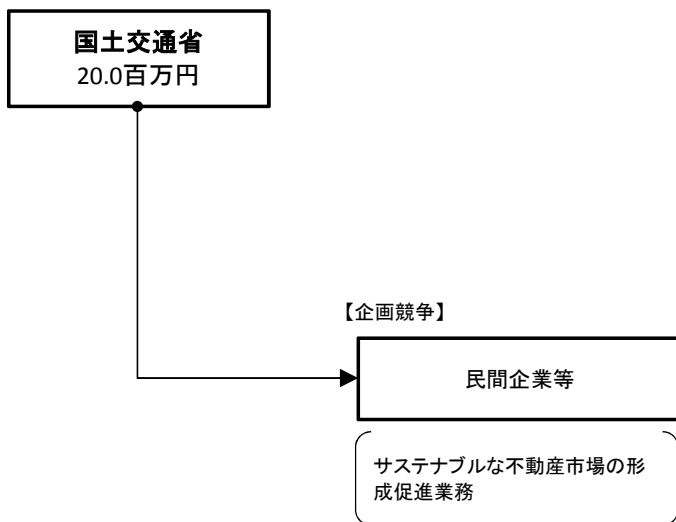 国土交通省
20.0百万円
【企画競争】
民間企業等
サステナブルな不動産市場の形
成促進業務